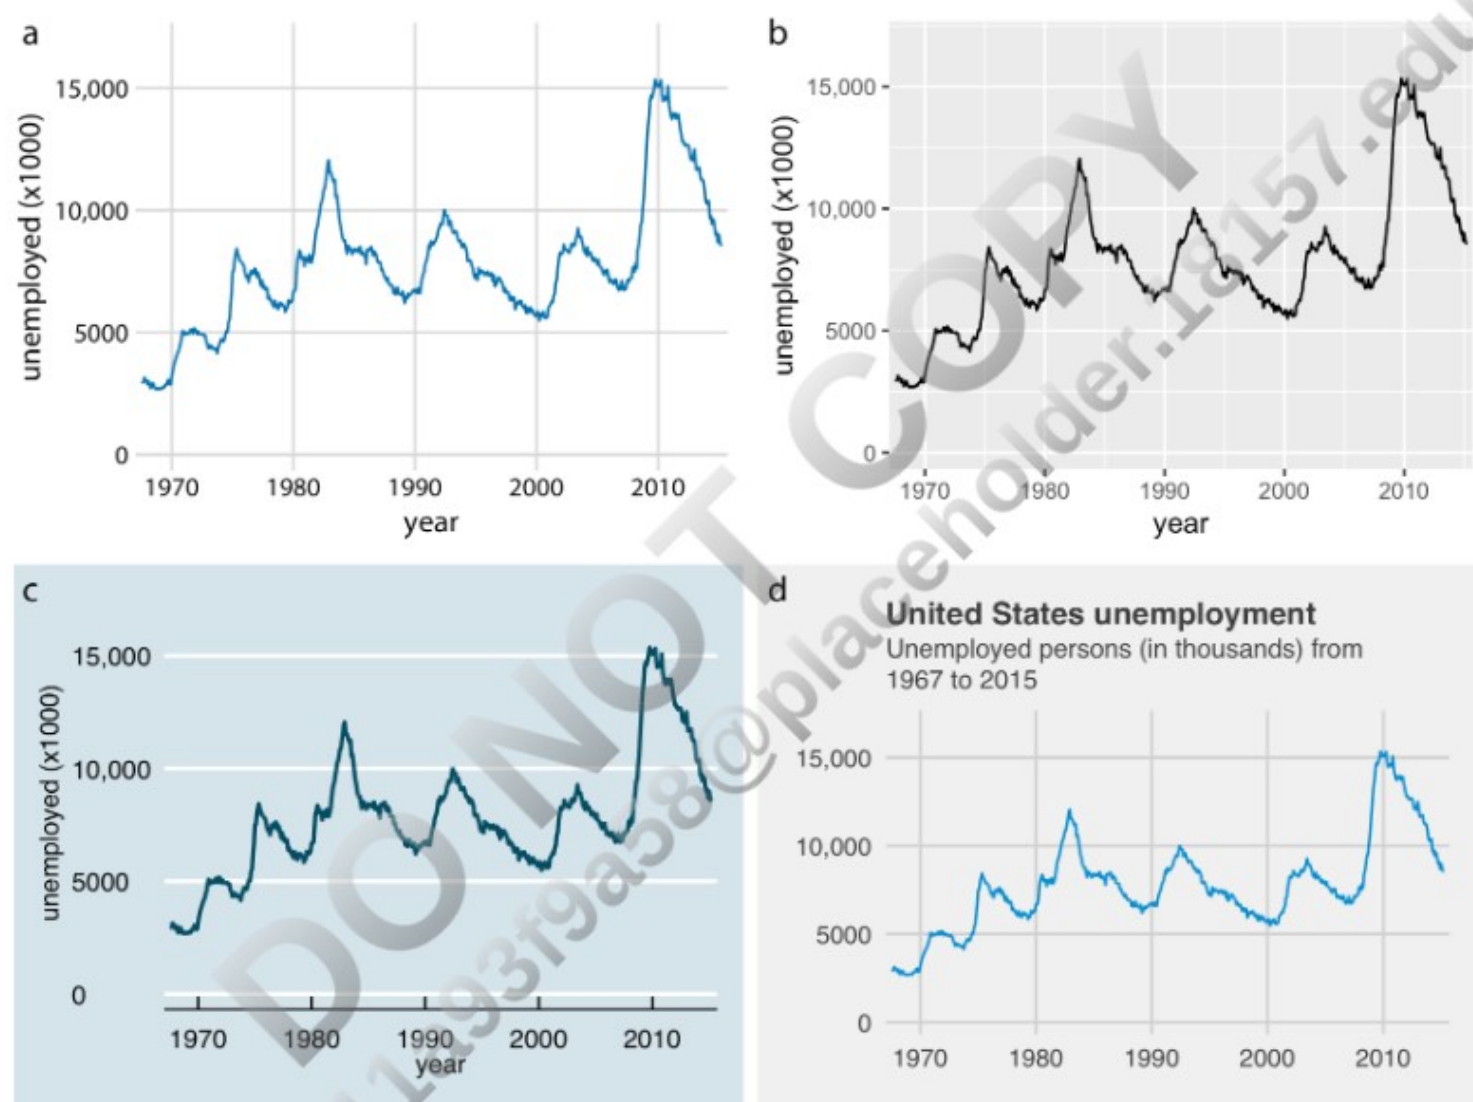 a
15,000
10,000
5000
0
unemployed (x1000)
1970 1980 1990 2000 2010
year
b
15,000
10,000
5000
0
unemployed (x1000)
1970 1980 1990 2000 2010
year
c
15,000
10,000
5000
0
unemployed (x1000)
1970 1980 1990 2000 2010
year
d
United States unemployment
Unemployed persons (in thousands) from
1967 to 2015
15,000
10,000
5000
0
1970 1980 1990 2000 2010
DO NOT COPY
11a93f9a58@placeholder.18157.edu